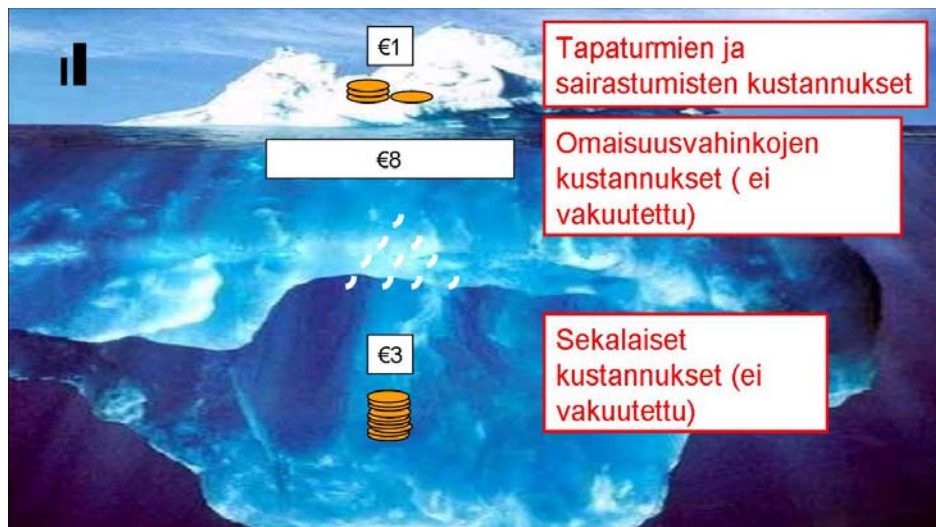 €1
Tapaturmien ja
sairastumisten kustannukset
€8
Omaisuusvahinkojen
kustannukset ( ei
vakuutettu)
€3
Sekalaiset
kustannukset (ei
vakuutettu)